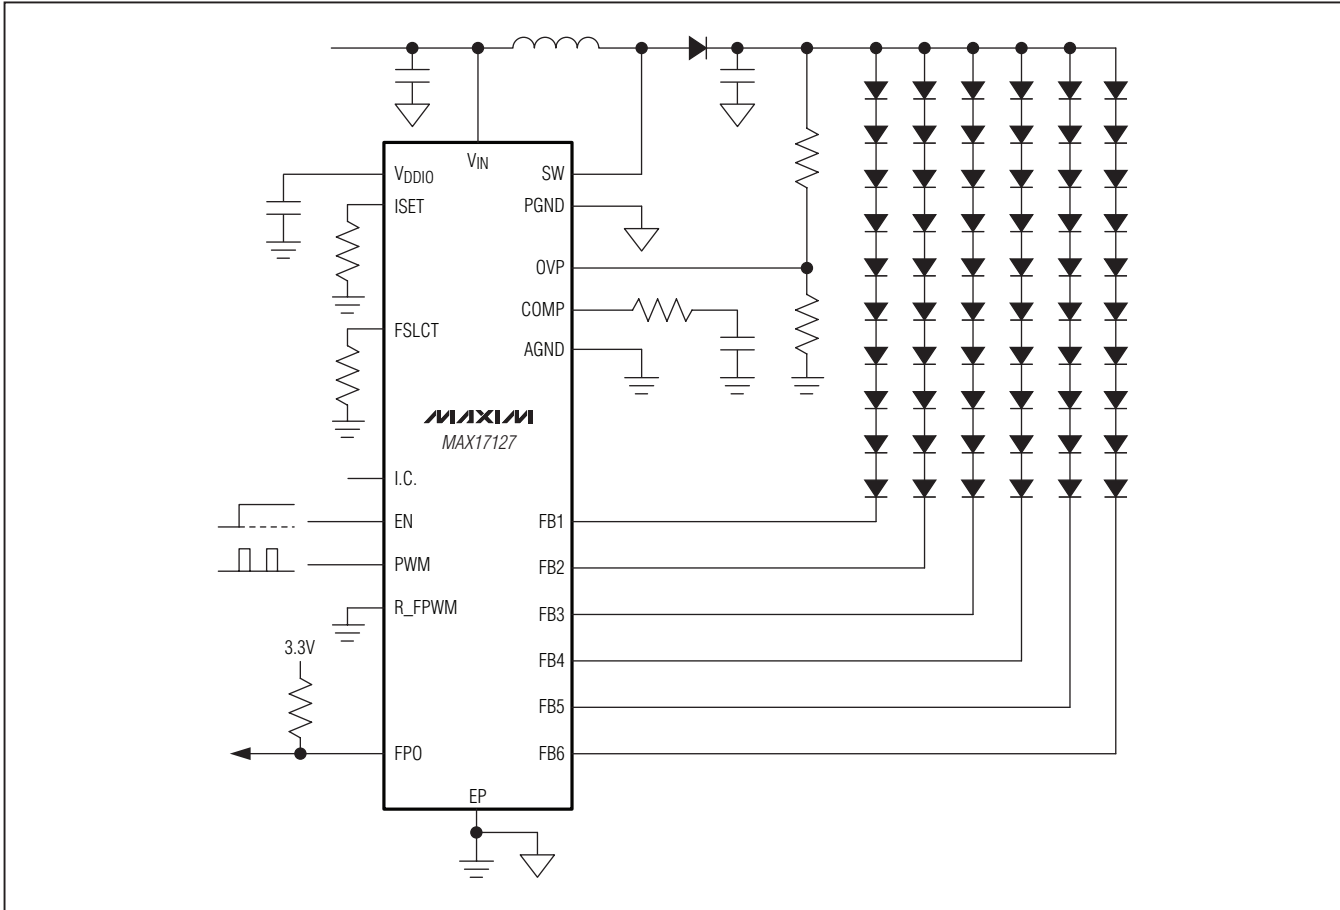 VIN
VDDIO
SW
ISET
PGND
OVP
COMP
FSLCT
AGND
MAXIM
MAX17127
I.C.
EN
FB1
PWM
FB2
R_FPWM
FB3
3.3V
FB4
FB5
FPO
FB6
EP